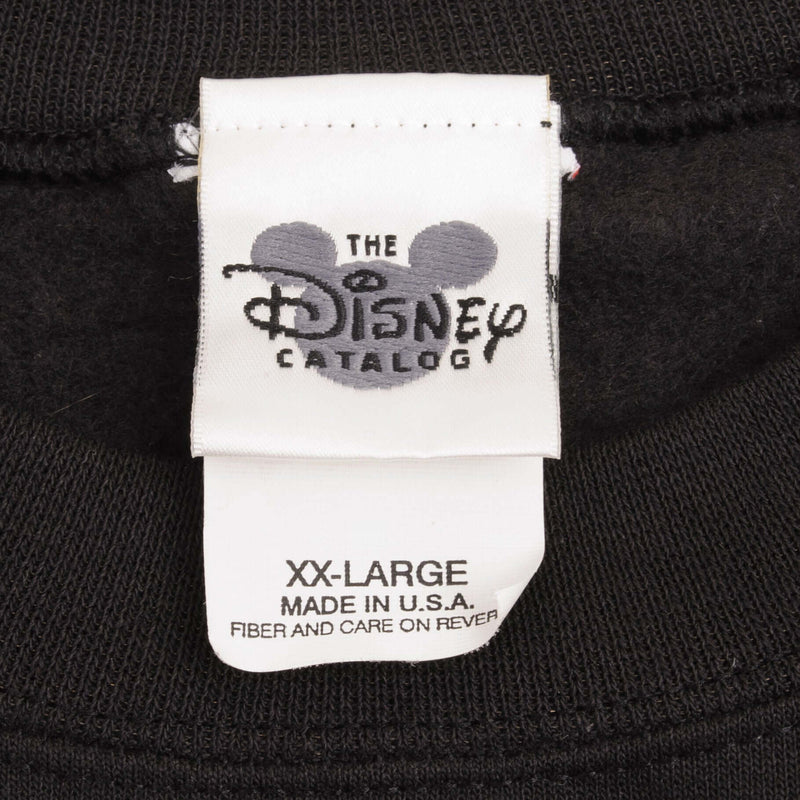 THE
Disney
CATALOG
XX-LARGE
MADE IN U.S.A.
FIBER AND CARE ON REVER